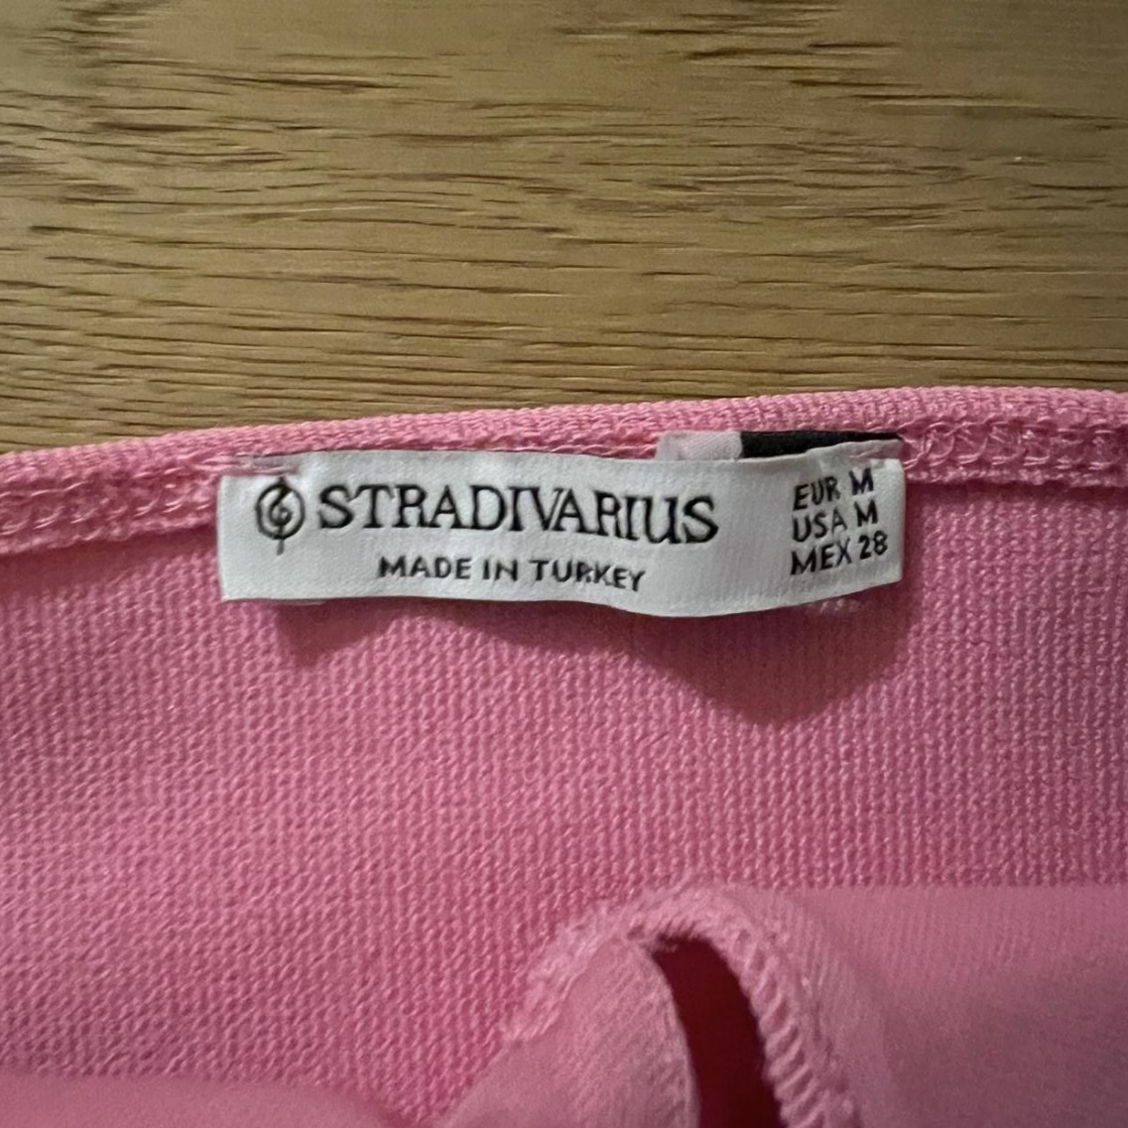 STRADIVARIUS
MADE IN TURKEY
EUR M
USA M
MEX 28